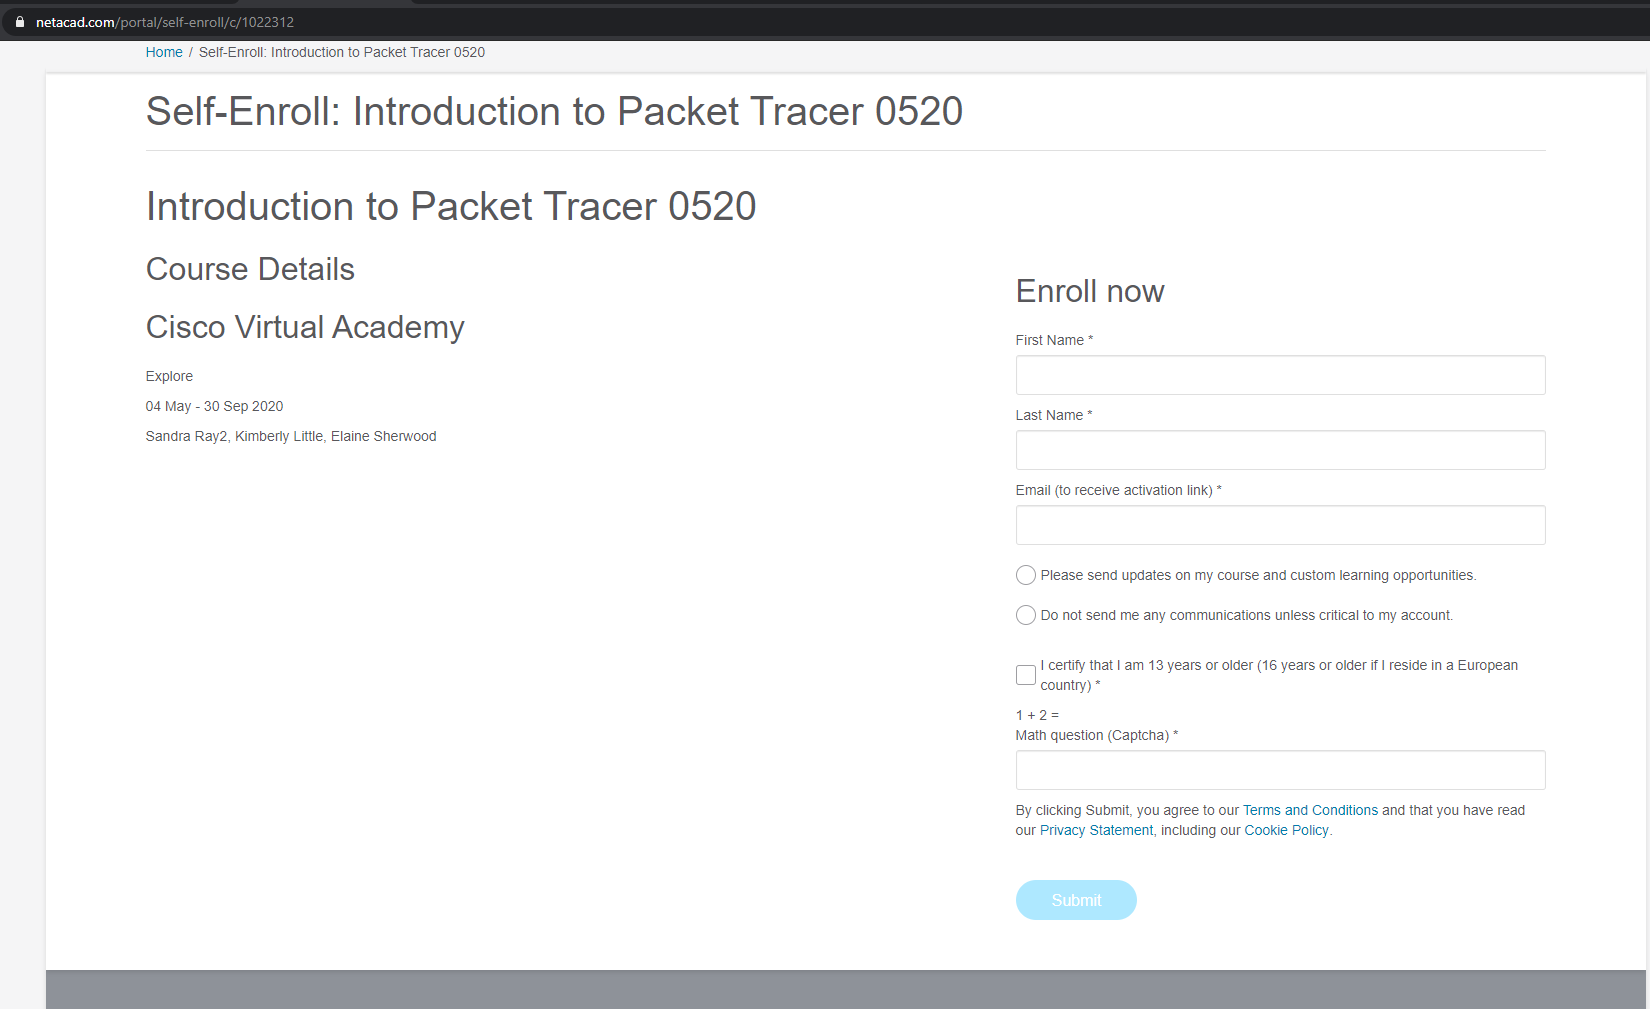 netacad.com/portal/self-enroll/c/1022312
Home / Self-Enroll: Introduction to Packet Tracer 0520
Self-Enroll: Introduction to Packet Tracer 0520
Introduction to Packet Tracer 0520
Course Details
Cisco Virtual Academy
Explore
04 May - 30 Sep 2020
Sandra Ray2, Kimberly Little, Elaine Sherwood
Enroll now
First Name *
Last Name *
Email (to receive activation link) *
Please send updates on my course and custom learning opportunities.
Do not send me any communications unless critical to my account.
I certify that I am 13 years or older (16 years or older if I reside in a European
country) *
1 + 2 =
Math question (Captcha) *
By clicking Submit, you agree to our Terms and Conditions and that you have read
our Privacy Statement, including our Cookie Policy.
Submit